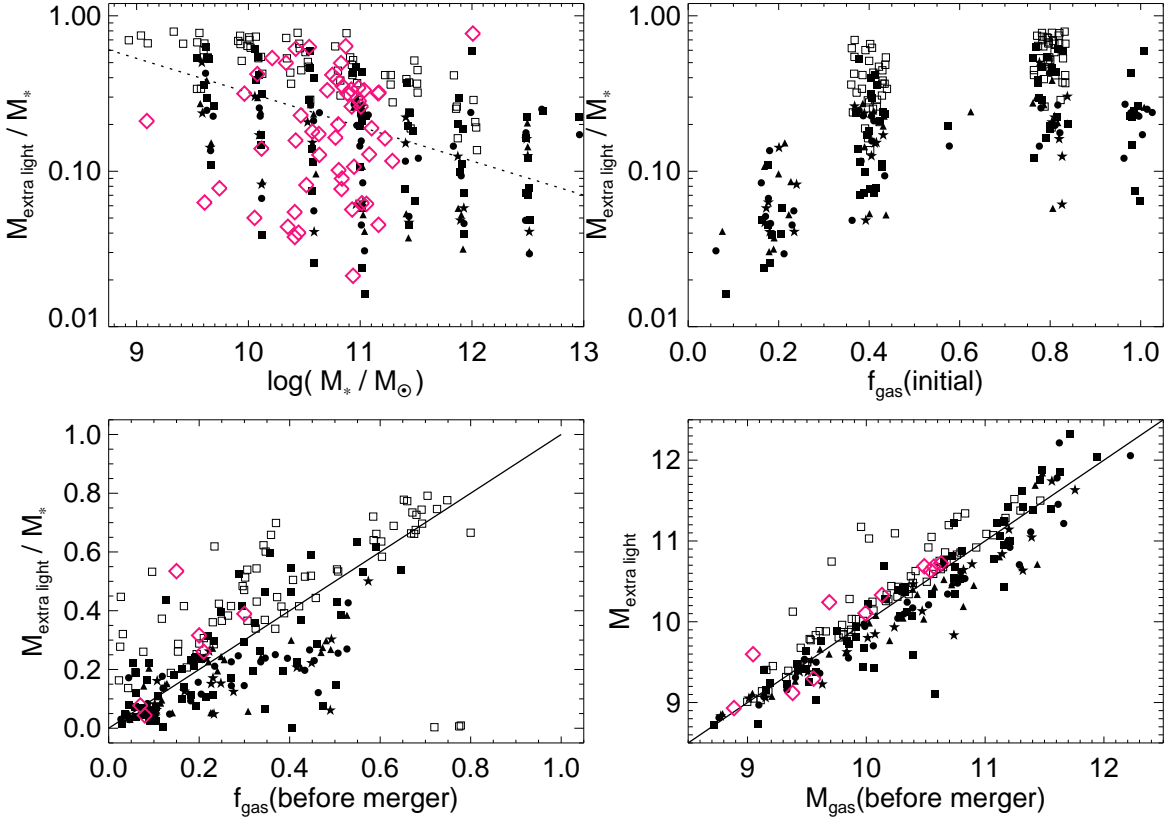 1.00
0.10
0.01
M_extra light / M_*
9 10 11 12 13
log( M_* / M_☉)
1.00
0.10
0.01
M_extra light / M_*
0.0 0.2 0.4 0.6 0.8 1.0
f_gas(initial)
1.0
0.8
0.6
0.4
0.2
0.0
M_extra light / M_*
0.0 0.2 0.4 0.6 0.8 1.0
f_gas(before merger)
12
11
10
9
M_extra light
9 10 11 12
M_gas(before merger)